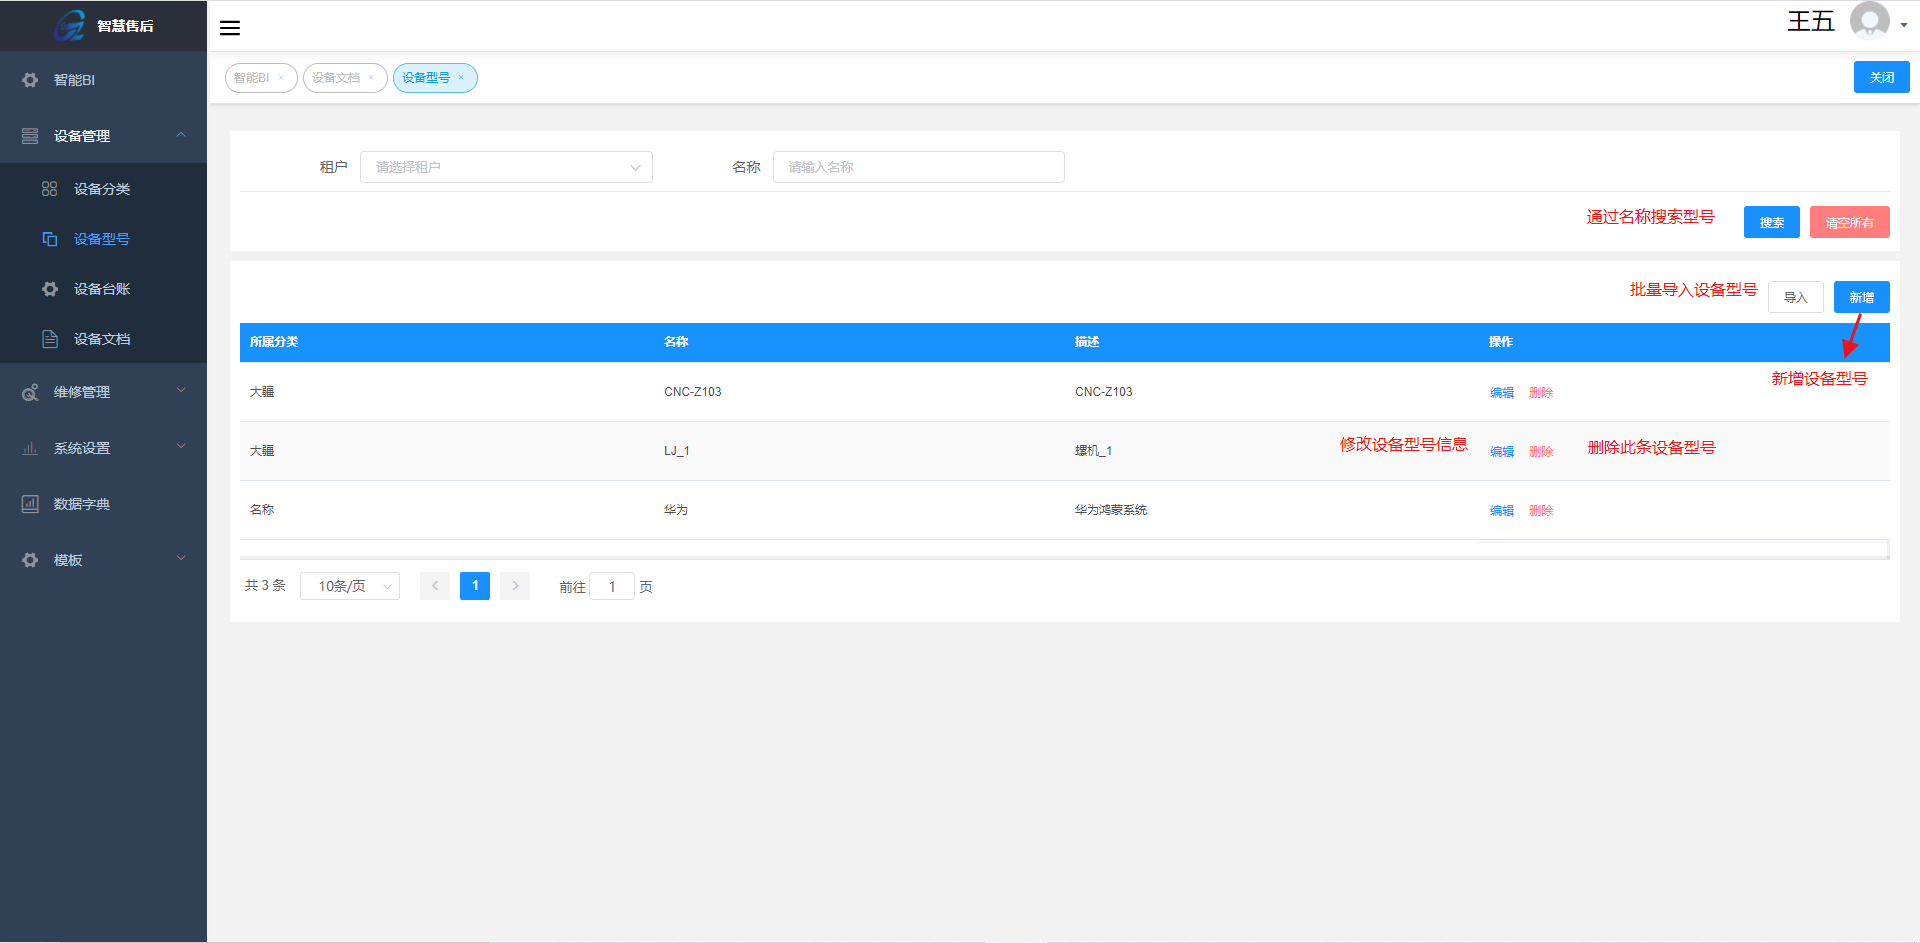 智慧售后
王五
智能BI ×
设备文档 ×
设备型号 ×
关闭
智能BI
设备管理
设备分类
设备型号
设备台账
设备文档
维修管理
系统设置
数据字典
模板
租户 请选择租户 名称 请输入名称
通过名称搜索型号 搜索 清空所有
批量导入设备型号 导入 新增
所属分类 名称 描述 操作
新增设备型号
大疆 CNC-Z103 CNC-Z103 编辑 删除
大疆 LJ_1 螺机_1 修改设备型号信息 编辑 删除 删除此条设备型号
名称 华为 华为鸿蒙系统 编辑 删除
共 3 条 10条/页 1 前往 1 页